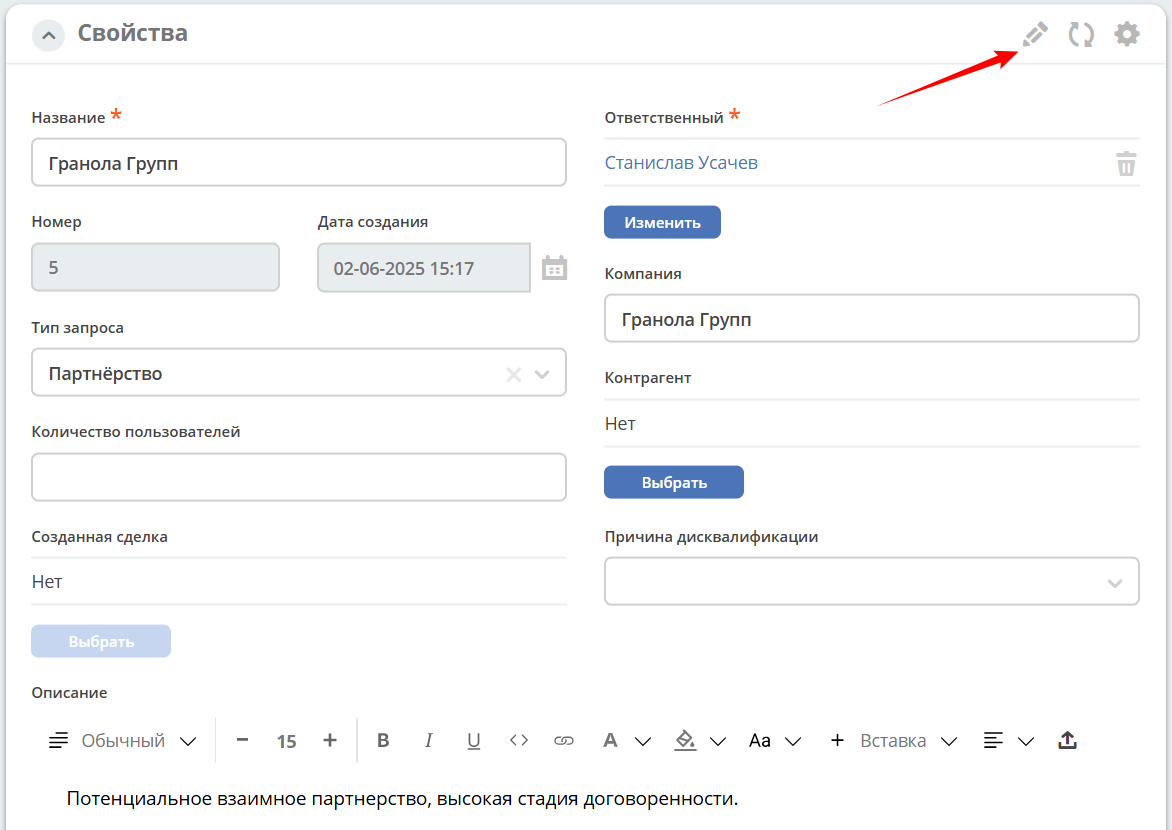 Свойства
Название *
Гранола Групп
Номер
Дата создания
5
02-06-2025 15:17
Тип запроса
Партнёрство
Количество пользователей
Созданная сделка
Нет
Выбрать
Ответственный *
Станислав Усачев
Изменить
Компания
Гранола Групп
Контрагент
Нет
Выбрать
Причина дисквалификации
Описание
Обычный − 15 + B I U <> A Aa + Вставка
Потенциальное взаимное партнерство, высокая стадия договоренности.